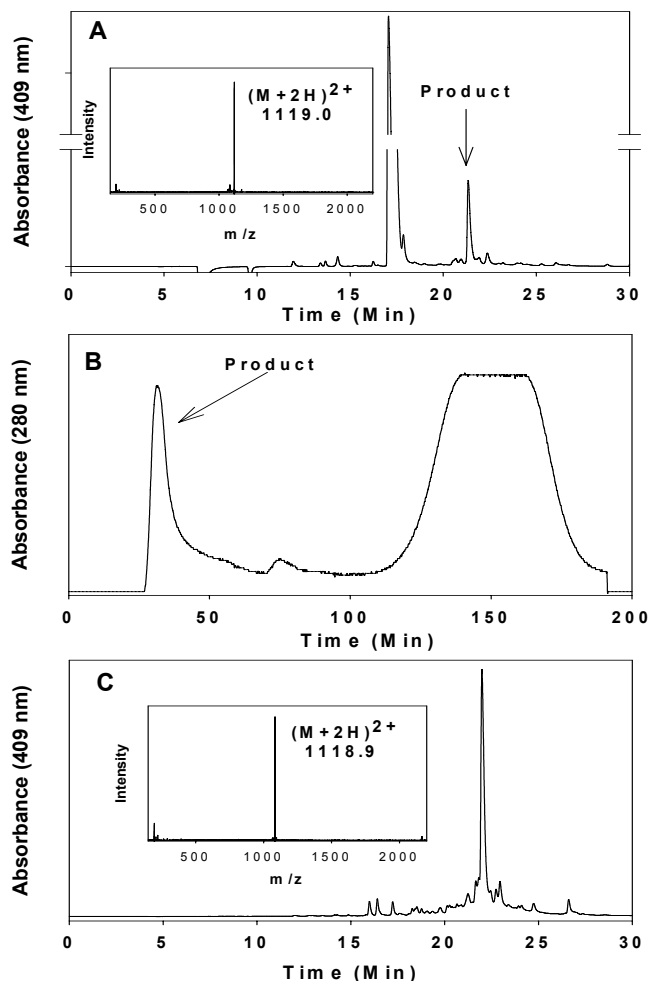 A
Absorbance (409 nm)
Product
(M+2H)2+
1119.0
Intensity
500 1000 1500 2000
m/z
0 5 10 15 20 25 30
Time (Min)
B
Absorbance (280 nm)
Product
0 50 100 150 200
Time (Min)
C
Absorbance (409 nm)
(M+2H)2+
1118.9
Intensity
500 1000 1500 2000
m/z
0 5 10 15 20 25 30
Time (Min)